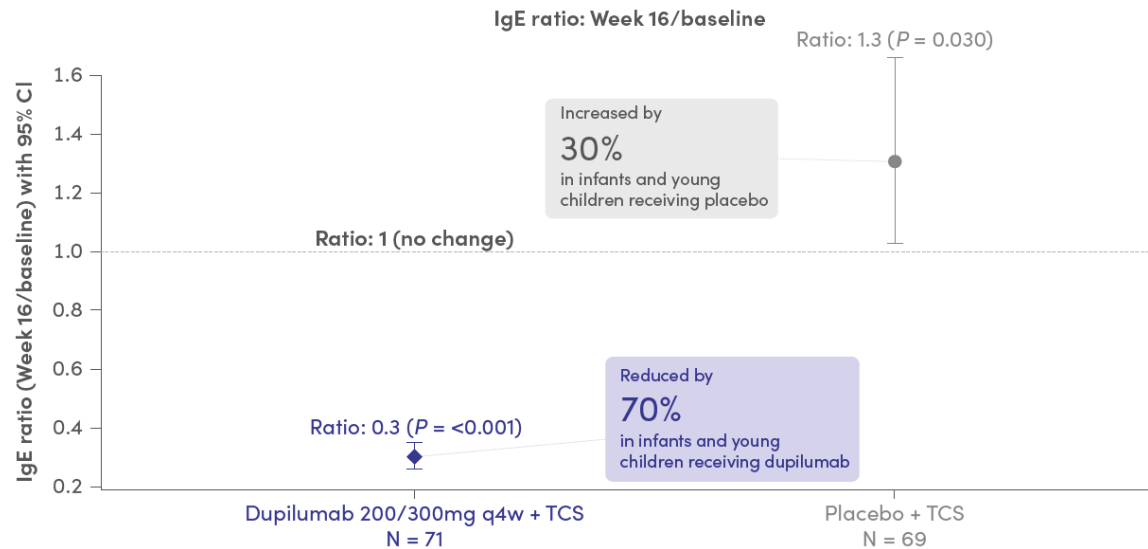 IgE ratio: Week 16/baseline
Ratio: 1.3 (P = 0.030)
IgE ratio (Week 16/baseline) with 95% CI
1.6
1.4
1.2
1.0
0.8
0.6
0.4
0.2
Increased by
30%
in infants and young
children receiving placebo
Ratio: 1 (no change)
Reduced by
70%
in infants and young
children receiving dupilumab
Ratio: 0.3 (P = <0.001)
Dupilumab 200/300mg q4w + TCS
N = 71
Placebo + TCS
N = 69